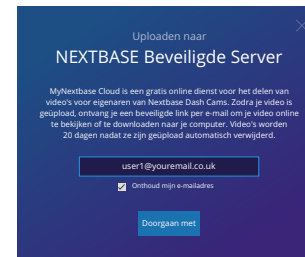 Uploaden naar
NEXTBASE Beveiligde Server
MyNextbase Cloud is een gratis online dienst voor het delen van
video's voor eigenaren van Nextbase Dash Cams. Zodra je video is
geüpload, ontvang je een beveiligde link per e-mail om je video online
te bekijken of te downloaden naar je computer. Video's worden
20 dagen nadat ze zijn geüpload automatisch verwijderd.
user1@youremail.co.uk
Onthoud mijn e-mailadres
Doorgaan met